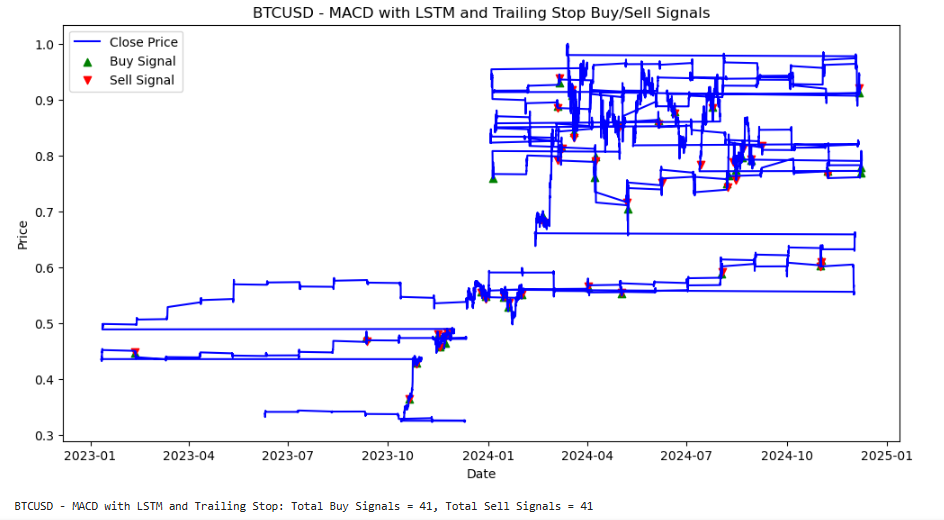 BTCUSD - MACD with LSTM and Trailing Stop Buy/Sell Signals
Close Price
Buy Signal
Sell Signal
1.0
0.9
0.8
0.7
0.6
0.5
0.4
0.3
Price
2023-01 2023-04 2023-07 2023-10 2024-01 2024-04 2024-07 2024-10 2025-01
Date
BTCUSD - MACD with LSTM and Trailing Stop: Total Buy Signals = 41, Total Sell Signals = 41